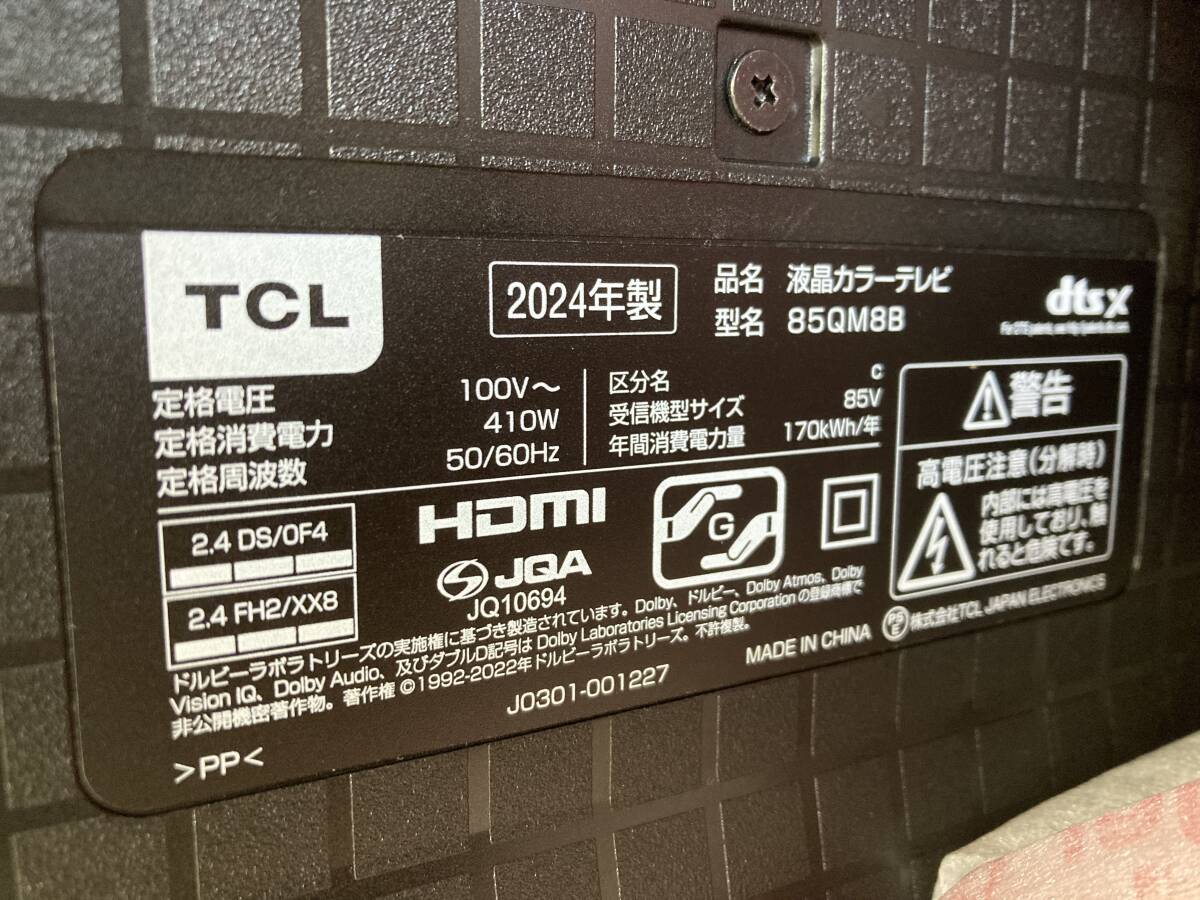 TCL
2024年製
品名 液晶カラーテレビ
型名 85QM8B
dts X
定格電圧 100V～
定格消費電力 410W
定格周波数 50/60Hz
区分名 C
受信機型サイズ 85V
年間消費電力量 170kWh/年
警告
高電圧注意(分解時)
内部には高電圧を
使用しており、触
れると危険です。
2.4 DS/OF4
2.4 FH2/XX8
HDMI
JQA
JQ10694
G
ドルビーラボラトリーズの実施権に基づき製造されています。Dolby、ドルビー、Dolby Atmos、Dolby
Vision IQ、Dolby Audio、及びダブルD記号は Dolby Laboratories Licensing Corporation の登録商標で
非公開機密著作物。著作権 ©1992-2022年ドルビーラボラトリーズ。不許複製。
J0301-001227
MADE IN CHINA
PSE 株式会社TCL JAPAN ELECTRONICS
>PP<